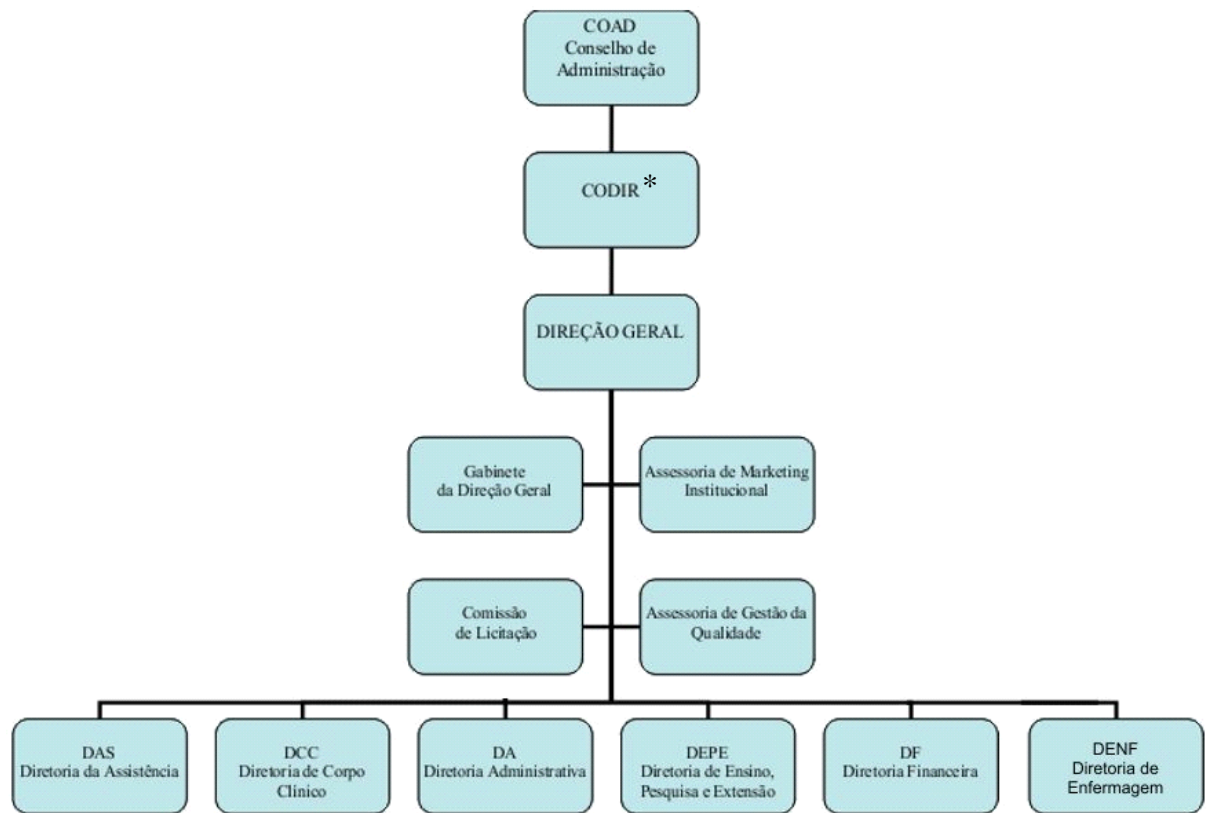 COAD
Conselho de
Administração
CODIR *
DIREÇÃO GERAL
Gabinete
da Direção Geral
Assessoria de Marketing
Institucional
Comissão
de Licitação
Assessoria de Gestão da
Qualidade
DAS
Diretoria da Assistência
DCC
Diretoria de Corpo
Clínico
DA
Diretoria Administrativa
DEPE
Diretoria de Ensino,
Pesquisa e Extensão
DF
Diretoria Financeira
DENF
Diretoria de
Enfermagem